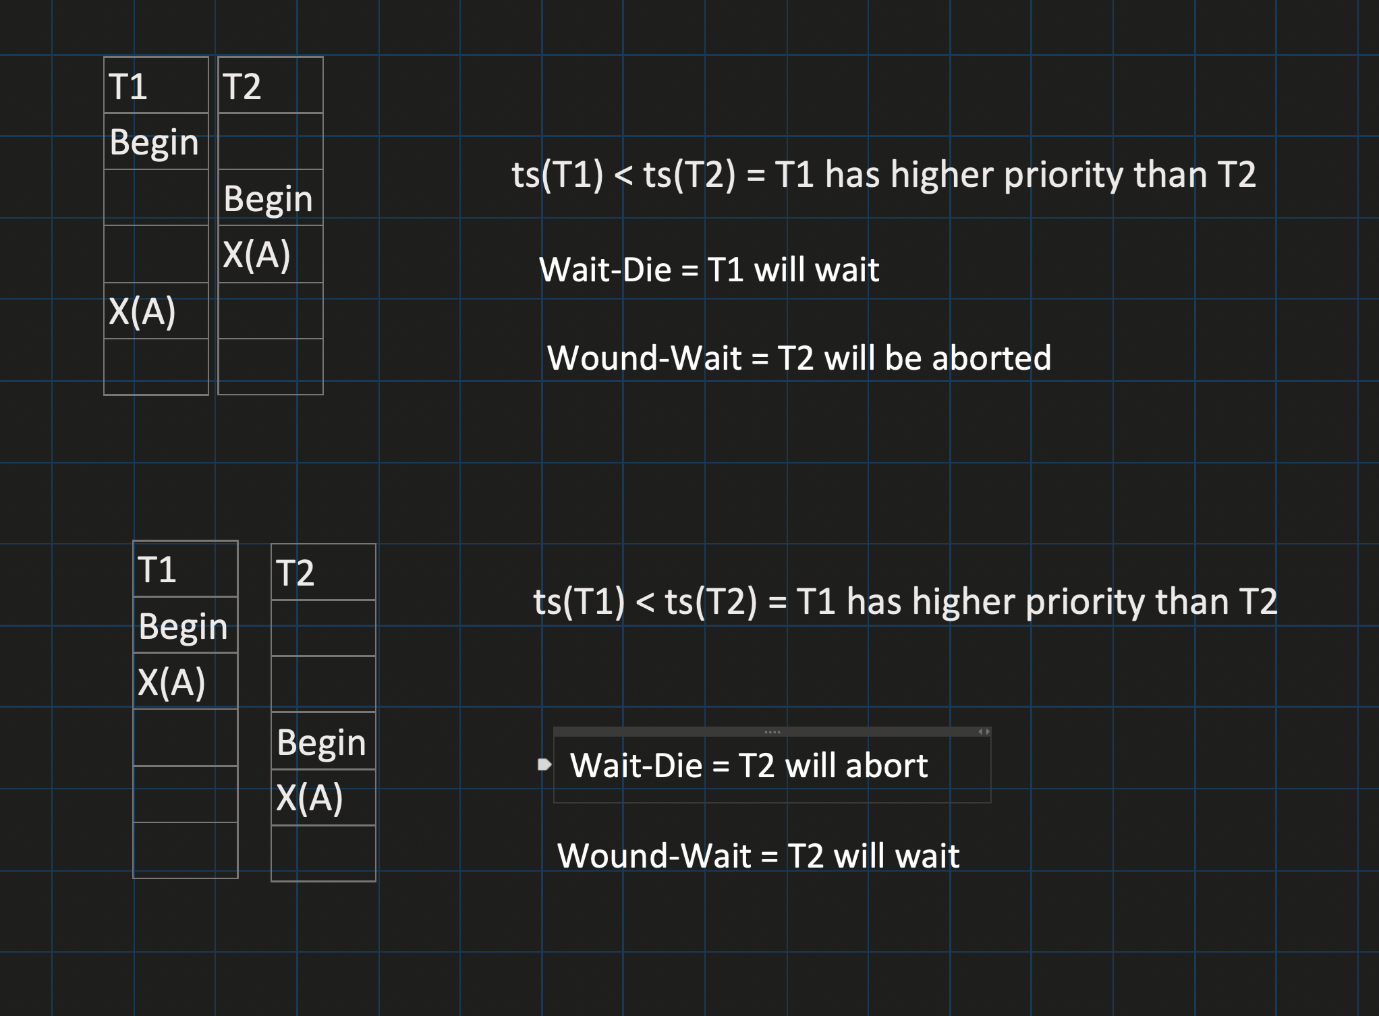 T1 T2
Begin
Begin
X(A)
X(A)
ts(T1) < ts(T2) = T1 has higher priority than T2
Wait-Die = T1 will wait
Wound-Wait = T2 will be aborted
T1 T2
Begin
X(A)
Begin
X(A)
ts(T1) < ts(T2) = T1 has higher priority than T2
Wait-Die = T2 will abort
Wound-Wait = T2 will wait